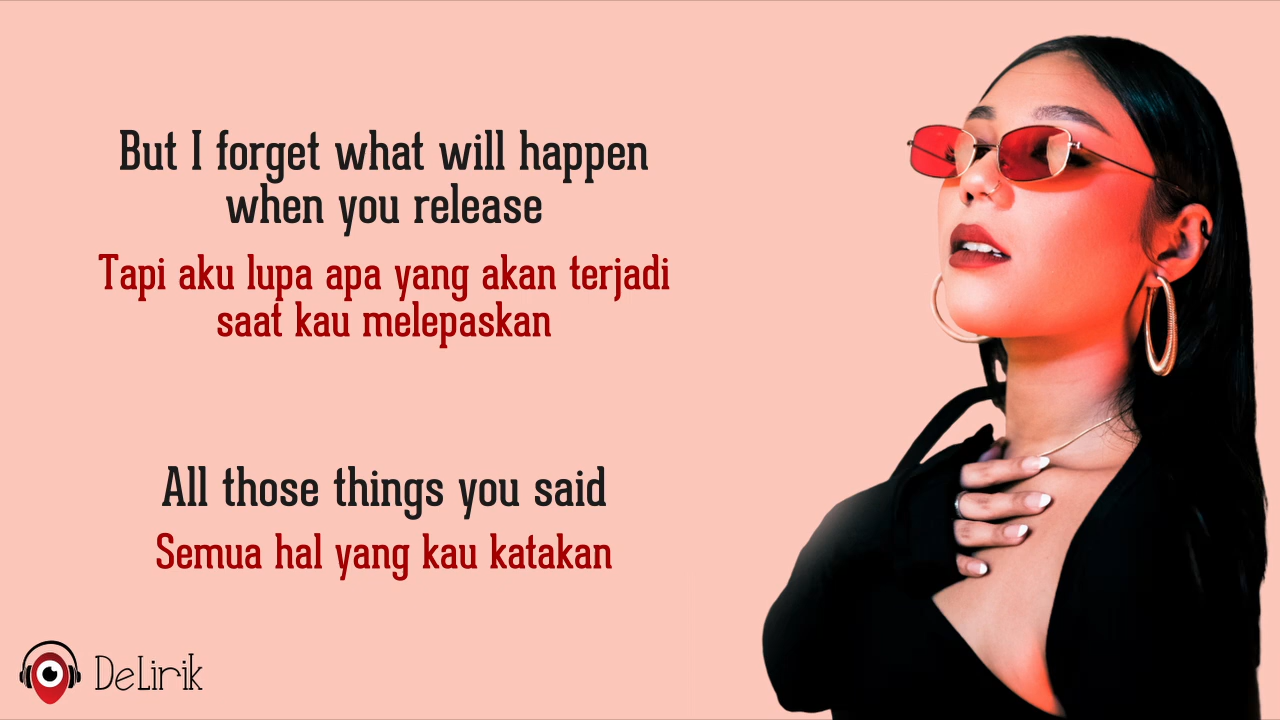 But I forget what will happen
when you release
Tapi aku lupa apa yang akan terjadi
saat kau melepaskan
All those things you said
Semua hal yang kau katakan
DeLirik